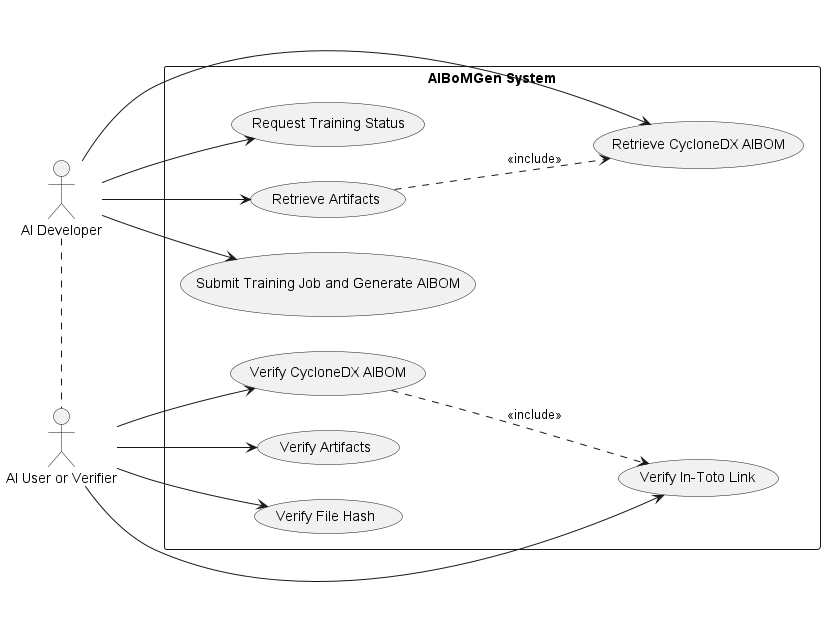 AIBoMGen System
Request Training Status
Retrieve CycloneDX AIBOM
«include»
Retrieve Artifacts
AI Developer
Submit Training Job and Generate AIBOM
Verify CycloneDX AIBOM
«include»
Verify Artifacts
AI User or Verifier
Verify In-Toto Link
Verify File Hash